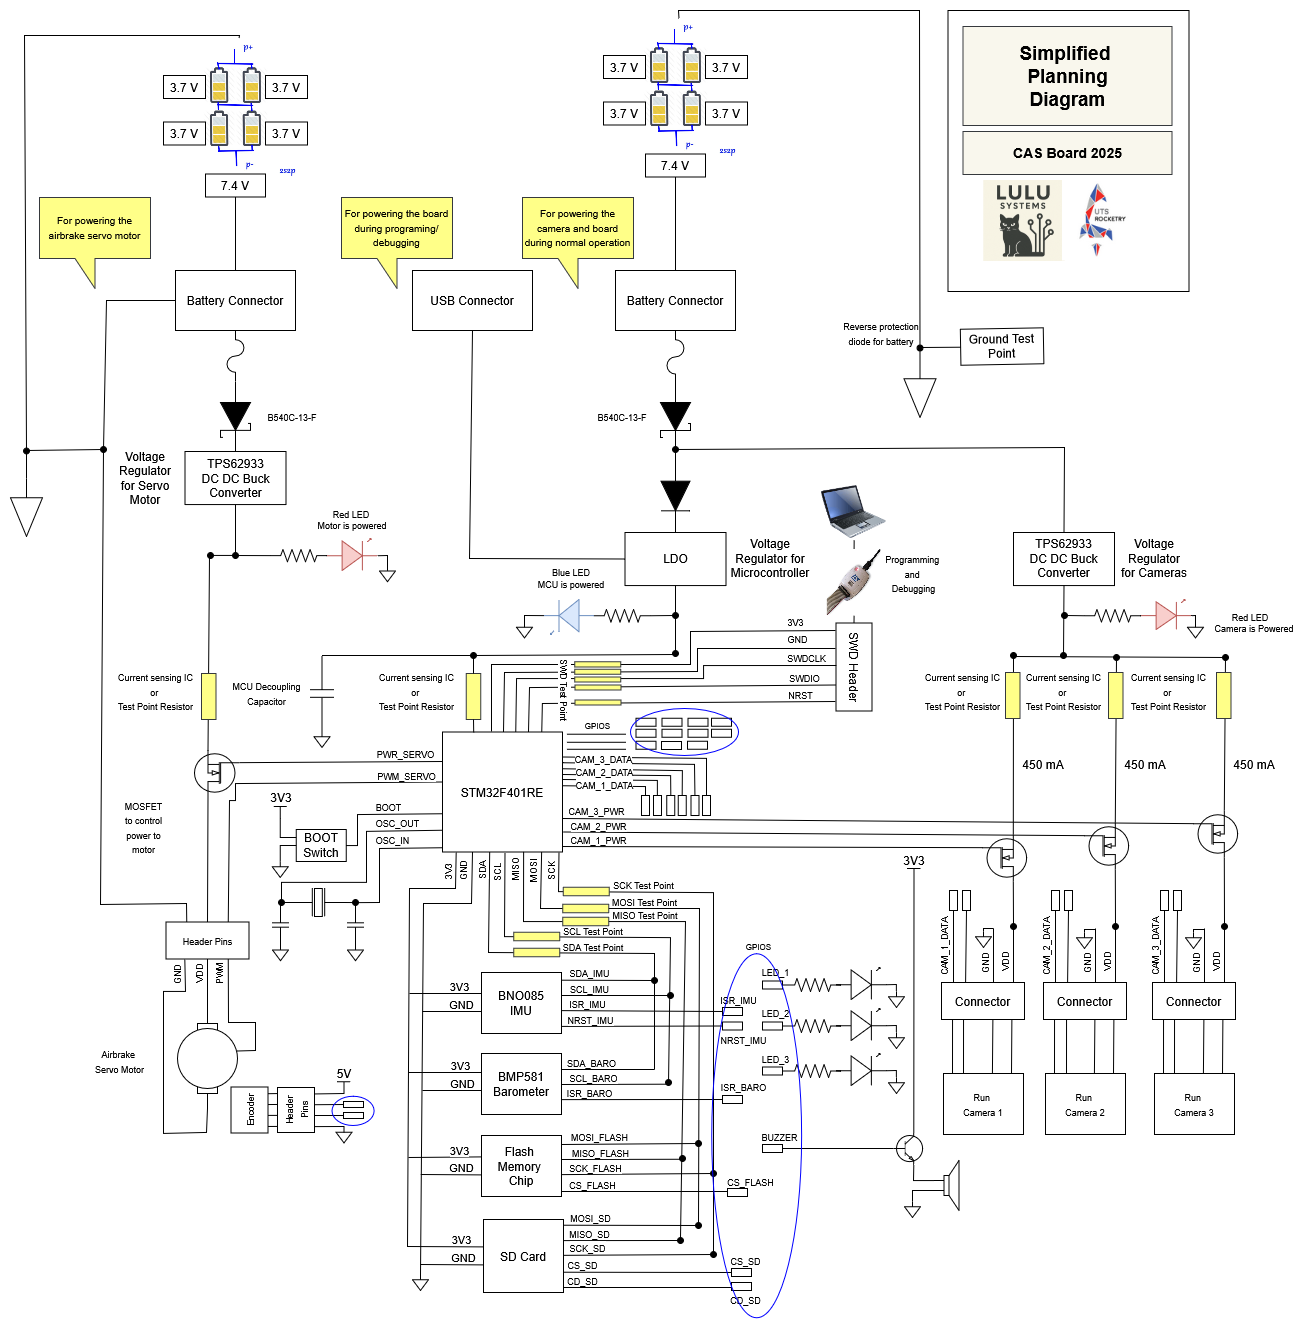 Simplified
Planning
Diagram
CAS Board 2025
LULU
SYSTEMS
UTS
ROCKETRY
p+
3.7 V
3.7 V
3.7 V
3.7 V
p-
2s2p
7.4 V
p+
3.7 V
3.7 V
3.7 V
3.7 V
p-
2s2p
7.4 V
For powering the
airbrake servo motor
For powering the board
during programing/
debugging
For powering the
camera and board
during normal operation
Battery Connector
USB Connector
Battery Connector
Reverse protection
diode for battery
Ground Test
Point
B540C-13-F
B540C-13-F
Voltage
Regulator
for Servo
Motor
TPS62933
DC DC Buck
Converter
Red LED
Motor is powered
LDO
Voltage
Regulator for
Microcontroller
Blue LED
MCU is powered
Programming
and
Debugging
TPS62933
DC DC Buck
Converter
Voltage
Regulator
for Cameras
Red LED
Camera is Powered
3V3
GND
SWDCLK
SWDIO
NRST
SWD Header
SWD Test Point
Current sensing IC
or
Test Point Resistor
MCU Decoupling
Capacitor
Current sensing IC
or
Test Point Resistor
Current sensing IC
or
Test Point Resistor
Current sensing IC
or
Test Point Resistor
Current sensing IC
or
Test Point Resistor
GPIOS
450 mA
450 mA
450 mA
STM32F401RE
PWR_SERVO
PWM_SERVO
BOOT
OSC_OUT
OSC_IN
CAM_3_DATA
CAM_2_DATA
CAM_1_DATA
CAM_3_PWR
CAM_2_PWR
CAM_1_PWR
3V3
GND
SDA
SCL
MISO
MOSI
SCK
MOSFET
to control
power to
motor
3V3
BOOT
Switch
Header Pins
GND
VDD
PWM
Airbrake
Servo Motor
Encoder
Header
Pins
5V
SCK Test Point
MOSI Test Point
MISO Test Point
SCL Test Point
SDA Test Point
GPIOS
3V3
GND
BNO085
IMU
SDA_IMU
SCL_IMU
ISR_IMU
NRST_IMU
ISR_IMU
NRST_IMU
3V3
GND
BMP581
Barometer
SDA_BARO
SCL_BARO
ISR_BARO
ISR_BARO
3V3
GND
Flash
Memory
Chip
MOSI_FLASH
MISO_FLASH
SCK_FLASH
CS_FLASH
CS_FLASH
3V3
GND
SD Card
MOSI_SD
MISO_SD
SCK_SD
CS_SD
CD_SD
CS_SD
CD_SD
LED_1
LED_2
LED_3
BUZZER
3V3
CAM_1_DATA
GND
VDD
Connector
Run
Camera 1
CAM_2_DATA
GND
VDD
Connector
Run
Camera 2
CAM_3_DATA
GND
VDD
Connector
Run
Camera 3